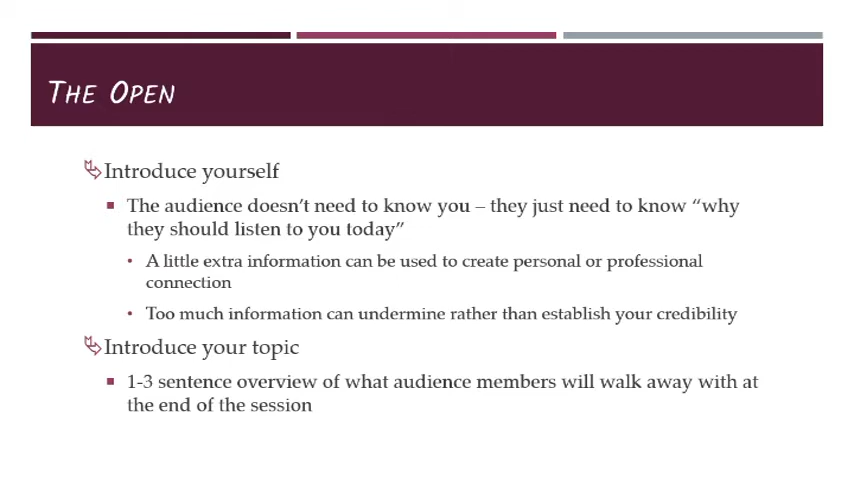 The Open
Introduce yourself
The audience doesn't need to know you – they just need to know “why
they should listen to you today”
A little extra information can be used to create personal or professional
connection
Too much information can undermine rather than establish your credibility
Introduce your topic
1-3 sentence overview of what audience members will walk away with at
the end of the session